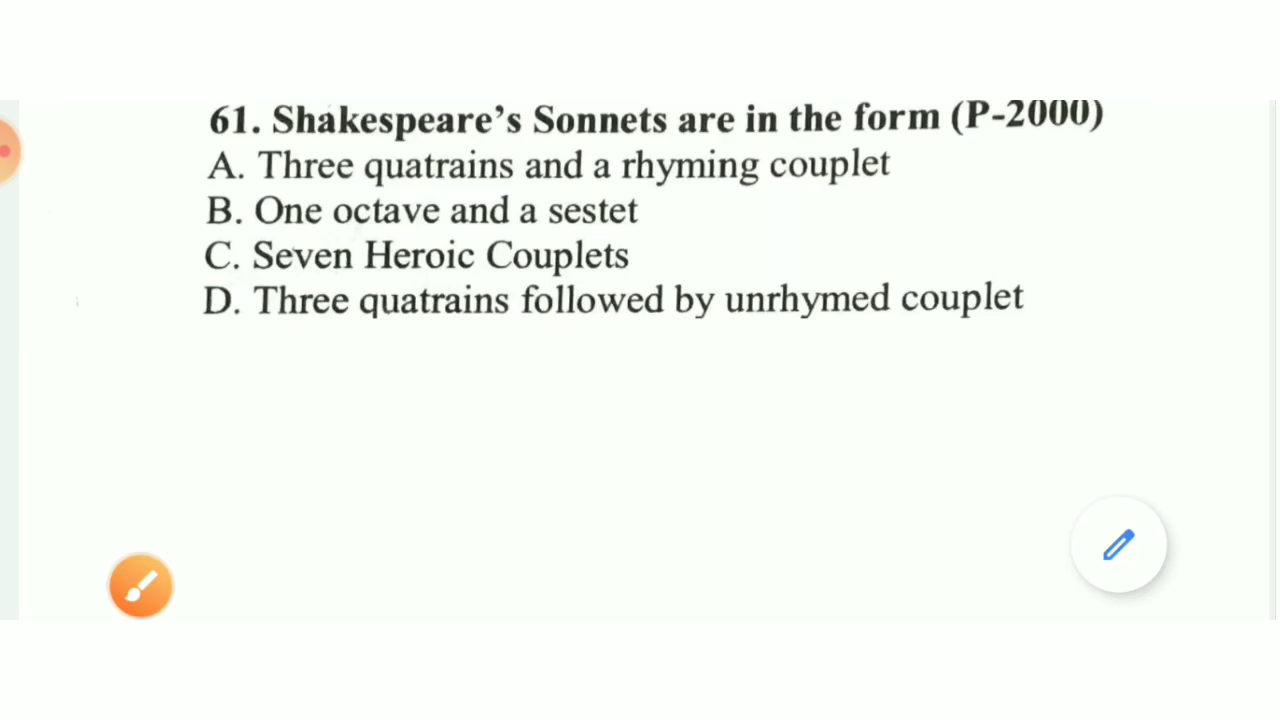 61. Shakespeare’s Sonnets are in the form (P-2000)
A. Three quatrains and a rhyming couplet
B. One octave and a sestet
C. Seven Heroic Couplets
D. Three quatrains followed by unrhymed couplet